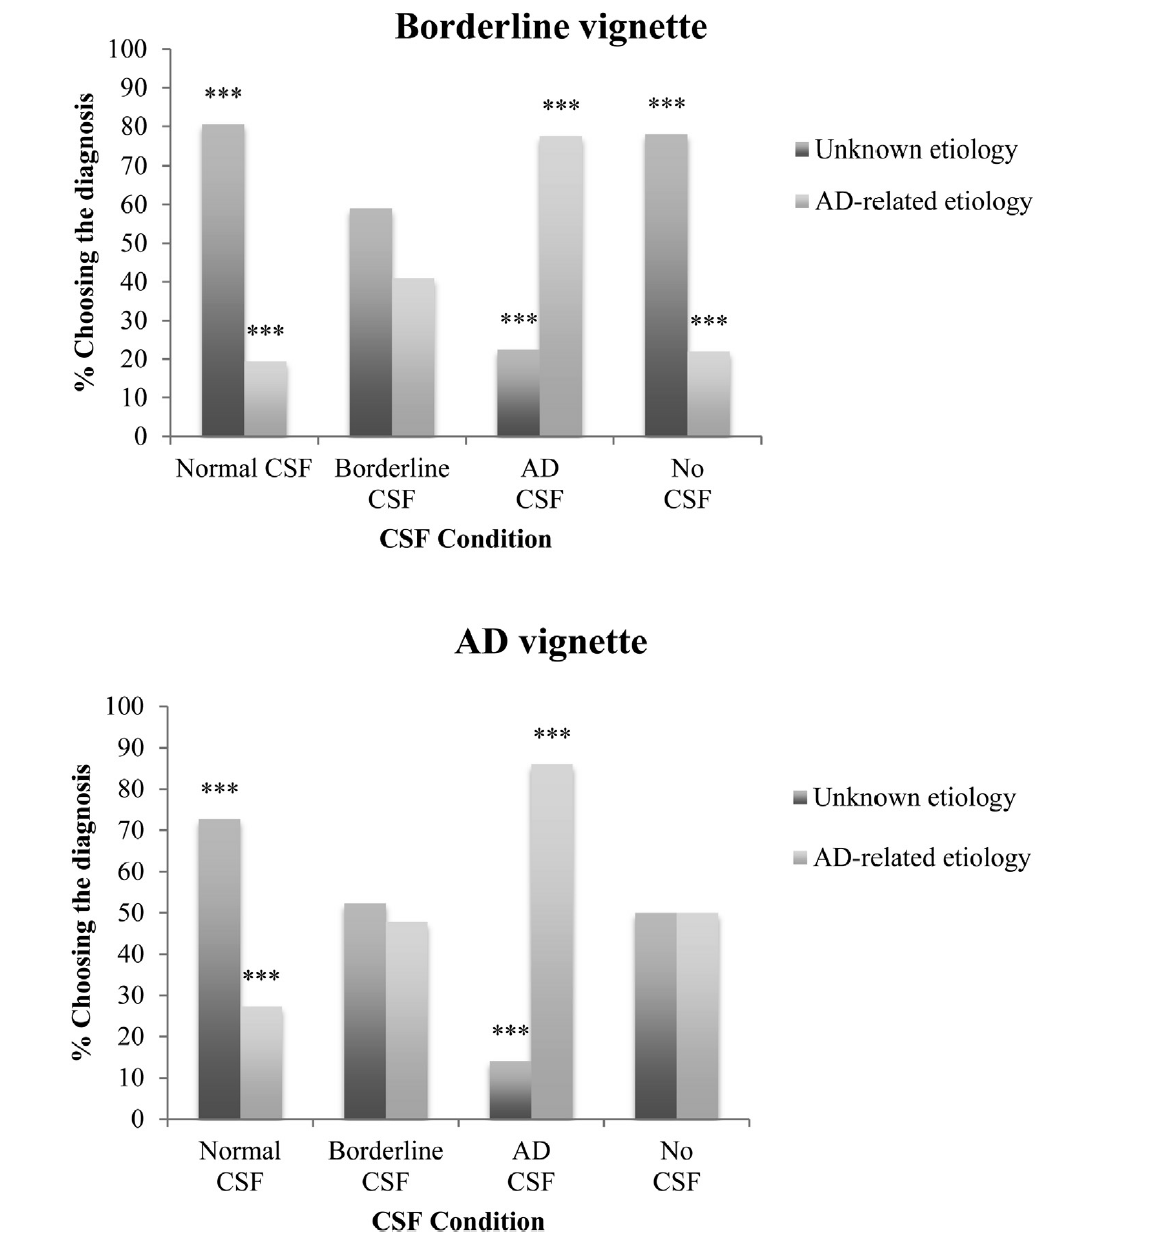 Borderline vignette
100
90
80
70
60
50
40
30
20
10
0
% Choosing the diagnosis
***
***
***
***
***
***
Unknown etiology
AD-related etiology
Normal CSF
Borderline
CSF
AD
CSF
No
CSF
CSF Condition
AD vignette
100
90
80
70
60
50
40
30
20
10
0
% Choosing the diagnosis
***
***
***
***
Unknown etiology
AD-related etiology
Normal
CSF
Borderline
CSF
AD
CSF
No
CSF
CSF Condition